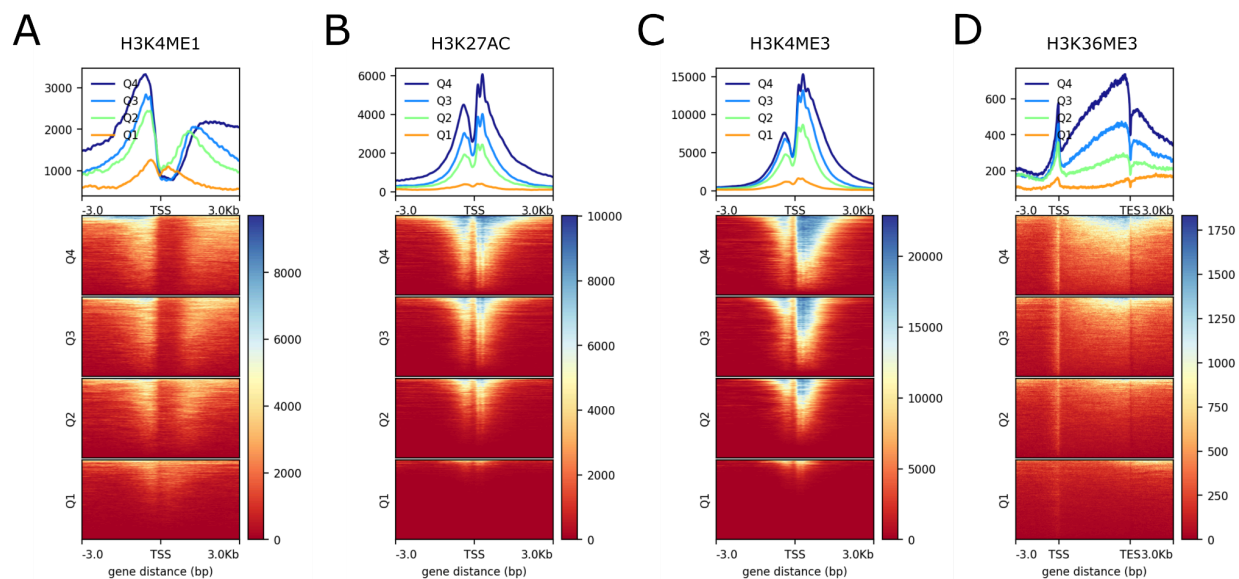 A
H3K4ME1
3000
2000
1000
Q4
Q3
Q2
Q1
-3.0
TSS
3.0Kb
Q4
Q3
Q2
Q1
8000
6000
4000
2000
0
-3.0
TSS
3.0Kb
gene distance (bp)
B
H3K27AC
6000
4000
2000
0
Q4
Q3
Q2
Q1
-3.0
TSS
3.0Kb
Q4
Q3
Q2
Q1
10000
8000
6000
4000
2000
0
-3.0
TSS
3.0Kb
gene distance (bp)
C
H3K4ME3
15000
10000
5000
0
Q4
Q3
Q2
Q1
-3.0
TSS
3.0Kb
Q4
Q3
Q2
Q1
20000
15000
10000
5000
0
-3.0
TSS
3.0Kb
gene distance (bp)
D
H3K36ME3
600
400
200
Q4
Q3
Q2
Q1
-3.0
TSS
TES
3.0Kb
Q4
Q3
Q2
Q1
1750
1500
1250
1000
750
500
250
0
-3.0
TSS
TES
3.0Kb
gene distance (bp)